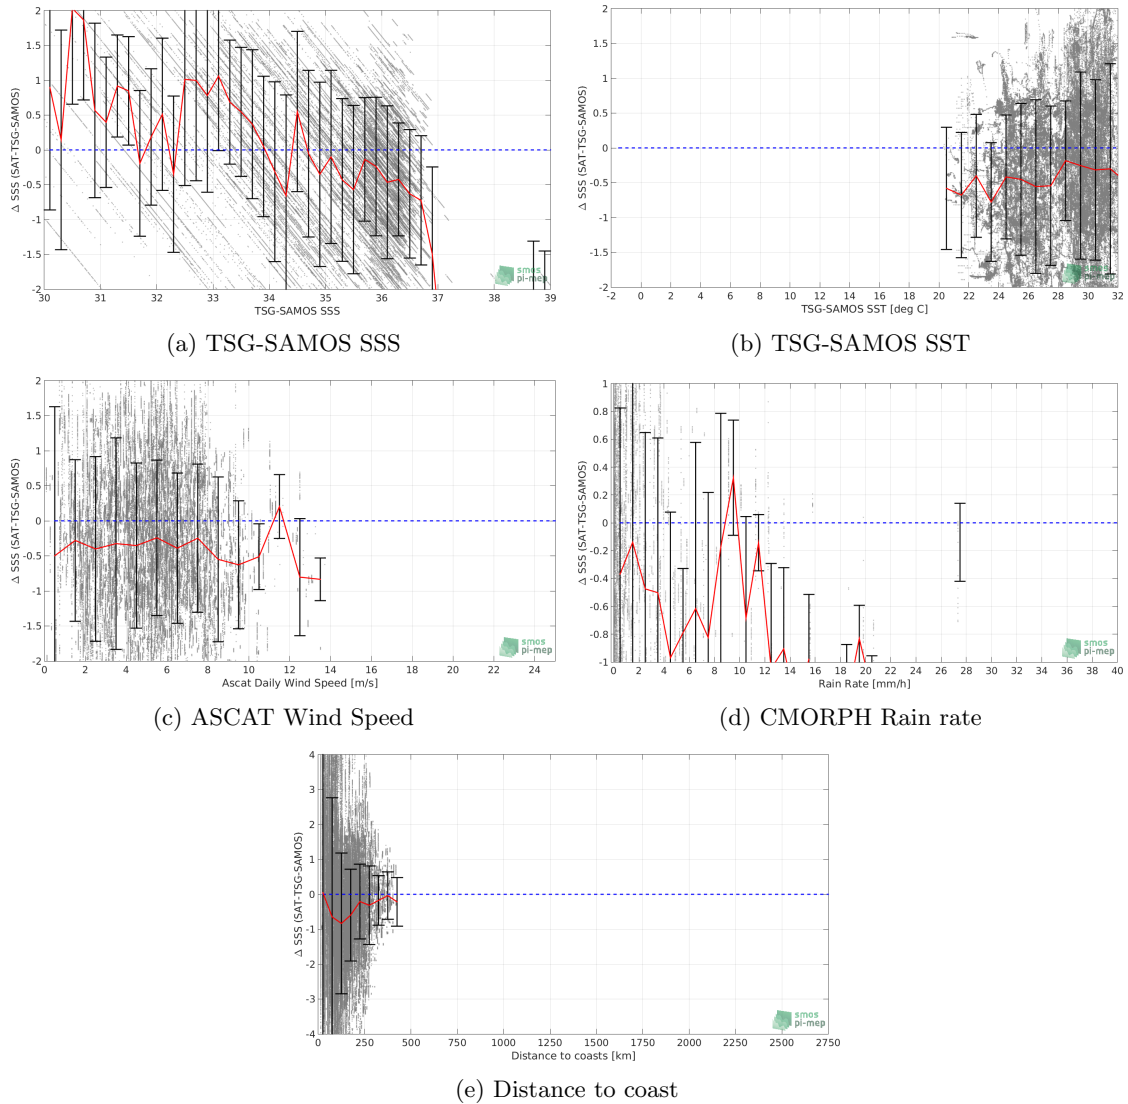 Δ SSS (SAT-TSG-SAMOS)
2
1.5
1
0.5
0
-0.5
-1
-1.5
-2
30 31 32 33 34 35 36 37 38 39
TSG-SAMOS SSS
smos
pi-mep
(a) TSG-SAMOS SSS
Δ SSS (SAT-TSG-SAMOS)
2
1.5
1
0.5
0
-0.5
-1
-1.5
-2
-2 0 2 4 6 8 10 12 14 16 18 20 22 24 26 28 30 32
TSG-SAMOS SST [deg C]
smos
pi-mep
(b) TSG-SAMOS SST
Δ SSS (SAT-TSG-SAMOS)
2
1.5
1
0.5
0
-0.5
-1
-1.5
-2
0 2 4 6 8 10 12 14 16 18 20 22 24
Ascat Daily Wind Speed [m/s]
smos
pi-mep
(c) ASCAT Wind Speed
Δ SSS (SAT-TSG-SAMOS)
1
0.8
0.6
0.4
0.2
0
-0.2
-0.4
-0.6
-0.8
-1
0 2 4 6 8 10 12 14 16 18 20 22 24 26 28 30 32 34 36 38 40
Rain Rate [mm/h]
smos
pi-mep
(d) CMORPH Rain rate
Δ SSS (SAT-TSG-SAMOS)
4
3
2
1
0
-1
-2
-3
-4
0 250 500 750 1000 1250 1500 1750 2000 2250 2500 2750
Distance to coasts [km]
smos
pi-mep
(e) Distance to coast